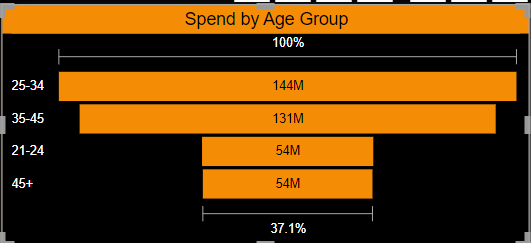 Spend by Age Group
100%
25-34 144M
35-45 131M
21-24 54M
45+ 54M
37.1%